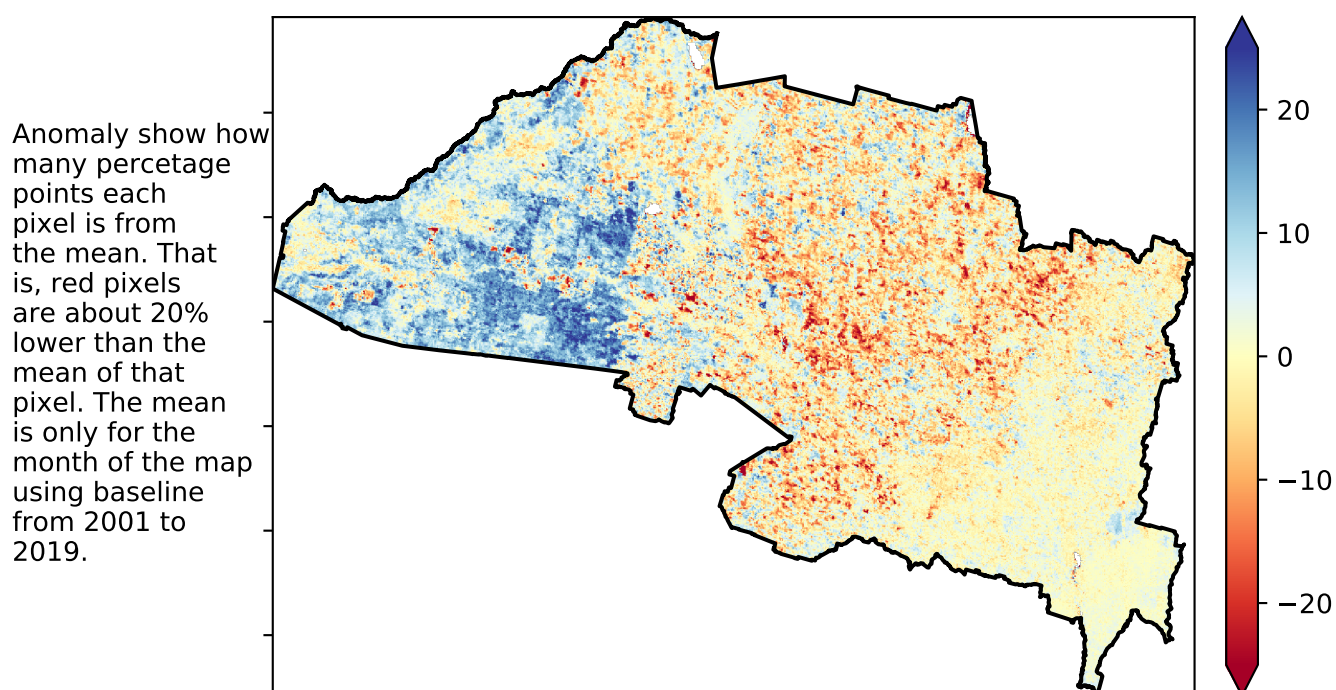 Anomaly show how
many percetage
points each
pixel is from
the mean. That
is, red pixels
are about 20%
lower than the
mean of that
pixel. The mean
is only for the
month of the map
using baseline
from 2001 to
2019.
20
10
0
−10
−20